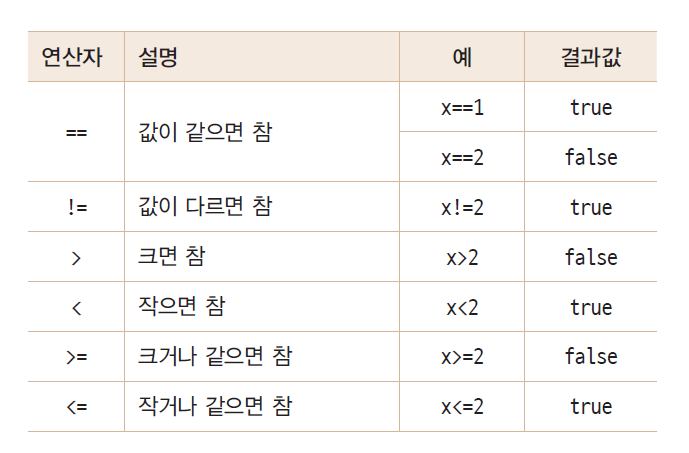 연산자 설명 예 결과값
== 값이 같으면 참 x==1 true
x==2 false
!= 값이 다르면 참 x!=2 true
> 크면 참 x>2 false
< 작으면 참 x<2 true
>= 크거나 같으면 참 x>=2 false
<= 작거나 같으면 참 x<=2 true